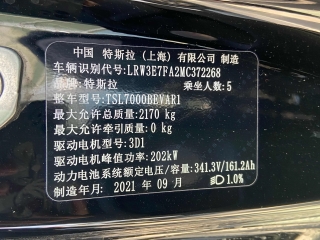 中国 特斯拉(上海)有限公司 制造
车辆识别代号:LRW3E7FA2MC372268
品牌:特斯拉 乘坐人数:5
整车型号:TSL7000BEVAR1
最大允许总质量:2170 kg
最大允许牵引质量:0 kg
驱动电机型号:3D1
驱动电机峰值功率:202kW
动力电池系统额定电压/容量:341.3V/161.2Ah
制造年月: 2021 年 09 月 1.0%